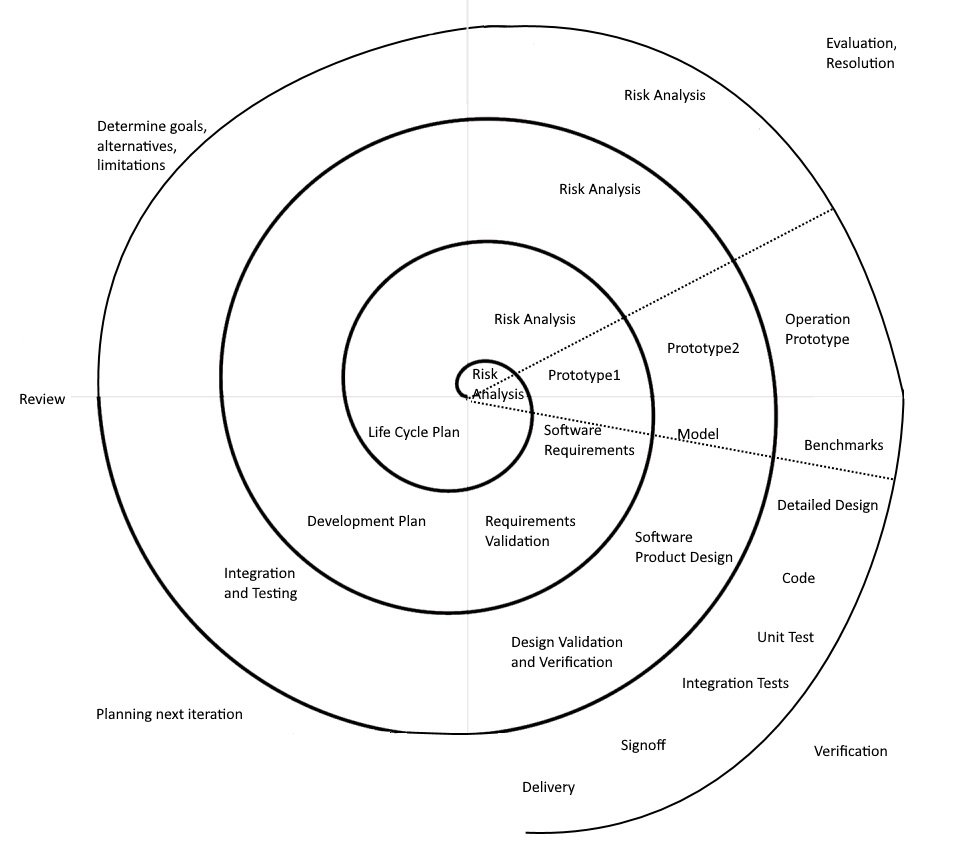 Evaluation,
Resolution
Risk Analysis
Determine goals,
alternatives,
limitations
Risk Analysis
Risk Analysis
Operation
Prototype
Prototype2
Prototype1
Risk
Analysis
Review
Life Cycle Plan
Software
Requirements
Model
Benchmarks
Detailed Design
Development Plan
Requirements
Validation
Software
Product Design
Integration
and Testing
Code
Unit Test
Design Validation
and Verification
Integration Tests
Planning next iteration
Signoff
Verification
Delivery